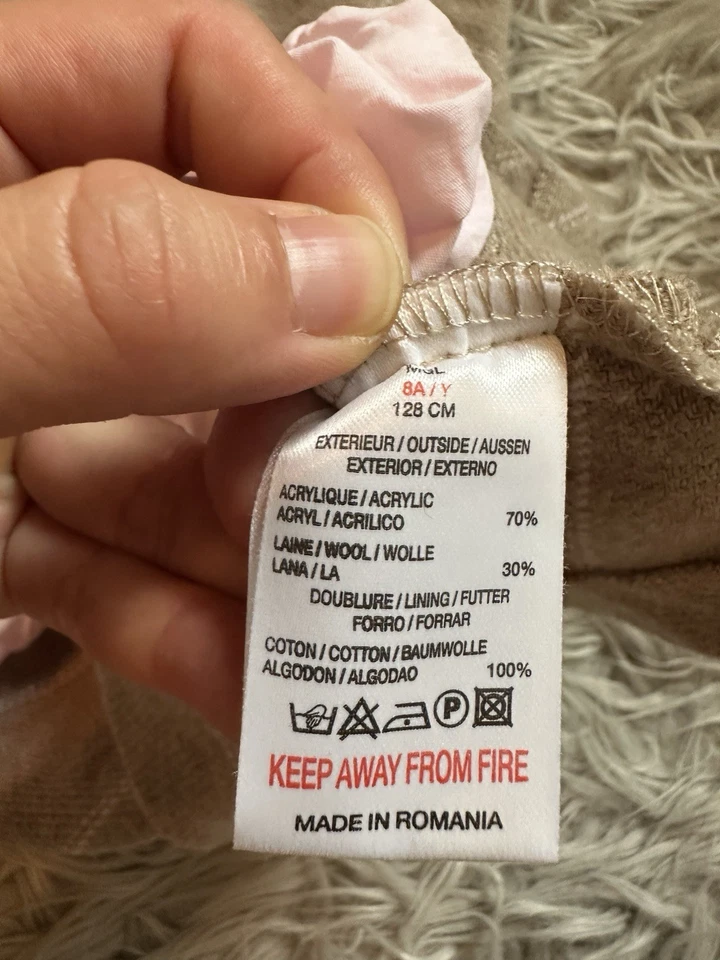 8A / Y
128 CM
EXTERIEUR / OUTSIDE / AUSSEN
EXTERIOR / EXTERNO
ACRYLIQUE / ACRYLIC
ACRYL / ACRILICO 70%
LAINE / WOOL / WOLLE
LANA / LA 30%
DOUBLURE / LINING / FUTTER
FORRO / FORRAR
COTON / COTTON / BAUMWOLLE
ALGODON / ALGODAO 100%
P
KEEP AWAY FROM FIRE
MADE IN ROMANIA